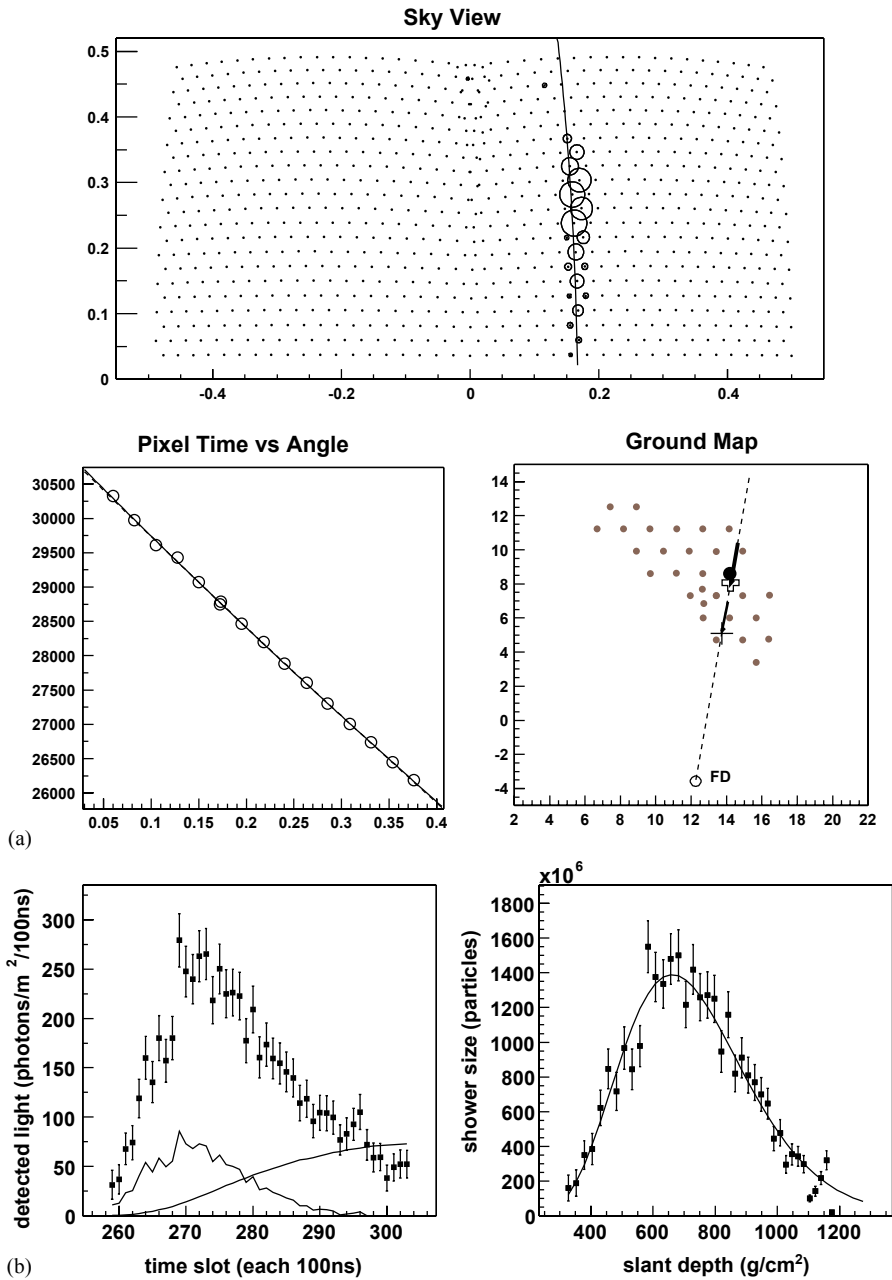 Sky View
0.5
0.4
0.3
0.2
0.1
0
-0.4 -0.2 0 0.2 0.4
Pixel Time vs Angle
30500
30000
29500
29000
28500
28000
27500
27000
26500
26000
0.05 0.1 0.15 0.2 0.25 0.3 0.35 0.4
Ground Map
14
12
10
8
6
4
2
0
-2
-4
FD
2 4 6 8 10 12 14 16 18 20 22
(a)
detected light (photons/m²/100ns)
300
250
200
150
100
50
0
260 270 280 290 300
time slot (each 100ns)
x10⁶
shower size (particles)
1800
1600
1400
1200
1000
800
600
400
200
0
400 600 800 1000 1200
slant depth (g/cm²)
(b)